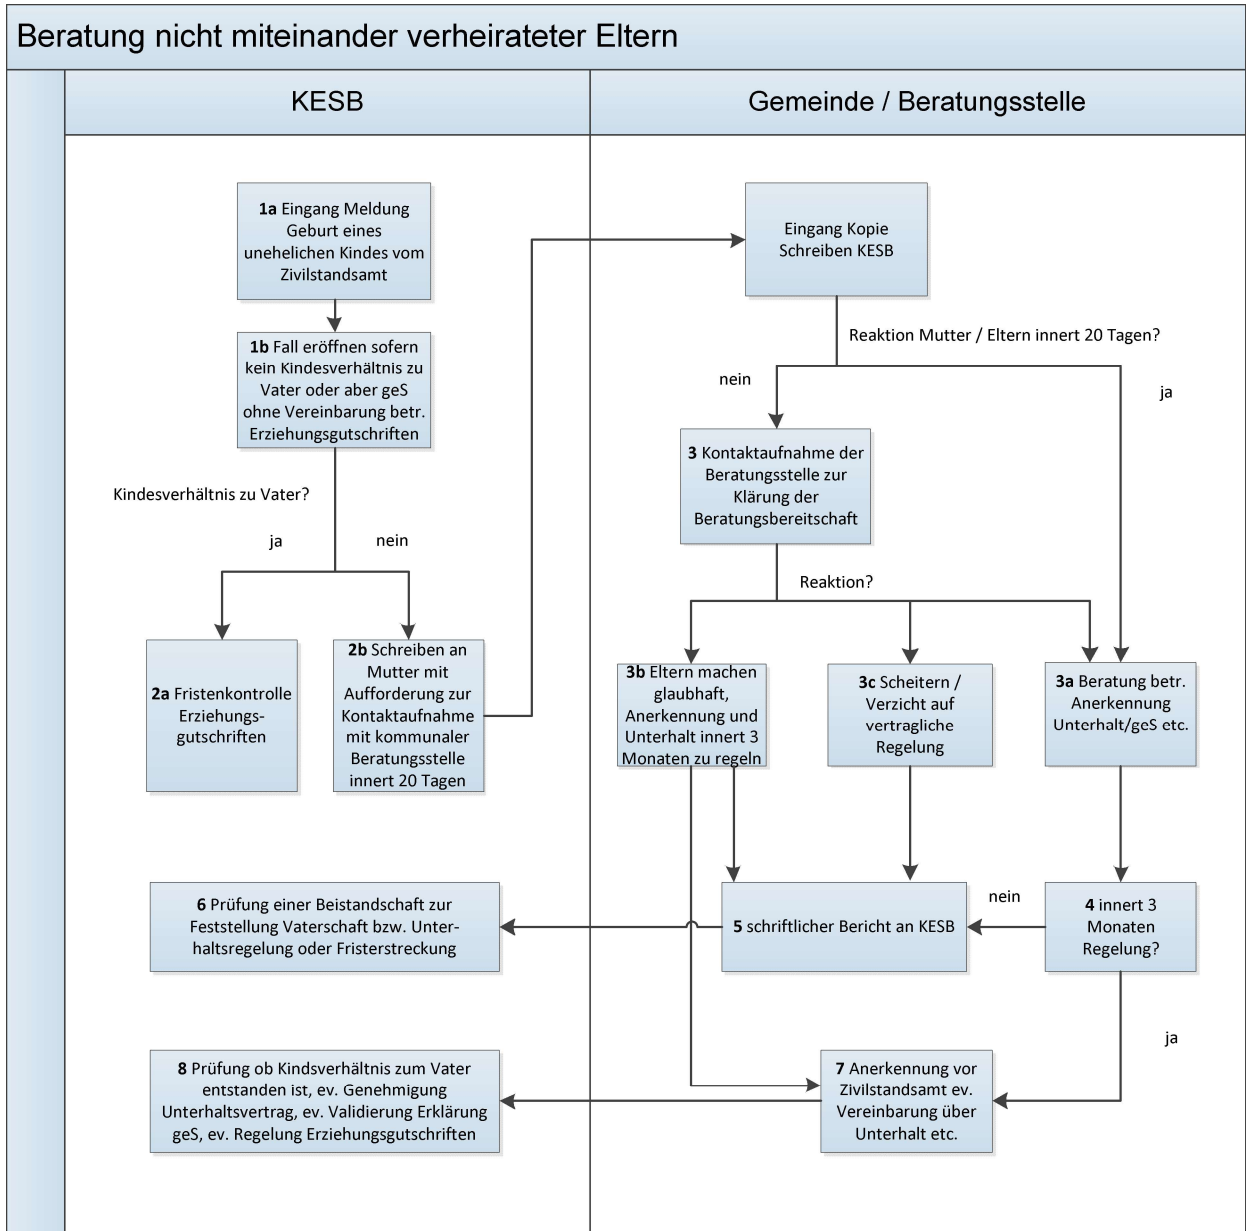 Beratung nicht miteinander verheirateter Eltern
KESB
Gemeinde / Beratungsstelle
1a Eingang Meldung
Geburt eines
unehelichen Kindes vom
Zivilstandsamt
1b Fall eröffnen sofern
kein Kindesverhältnis zu
Vater oder aber geS
ohne Vereinbarung betr.
Erziehungsgutschriften
Kindesverhältnis zu Vater?
ja
nein
2a Fristenkontrolle
Erziehungs-
gutschriften
2b Schreiben an
Mutter mit
Aufforderung zur
Kontaktaufnahme
mit kommunaler
Beratungsstelle
innert 20 Tagen
Eingang Kopie
Schreiben KESB
Reaktion Mutter / Eltern innert 20 Tagen?
nein
ja
3 Kontaktaufnahme der
Beratungsstelle zur
Klärung der
Beratungsbereitschaft
Reaktion?
3b Eltern machen
glaubhaft,
Anerkennung und
Unterhalt innert 3
Monaten zu regeln
3c Scheitern /
Verzicht auf
vertragliche
Regelung
3a Beratung betr.
Anerkennung
Unterhalt/geS etc.
4 innert 3
Monaten
Regelung?
nein
ja
5 schriftlicher Bericht an KESB
6 Prüfung einer Beistandschaft zur
Feststellung Vaterschaft bzw. Unter-
haltsregelung oder Fristerstreckung
7 Anerkennung vor
Zivilstandsamt ev.
Vereinbarung über
Unterhalt etc.
8 Prüfung ob Kindsverhältnis zum Vater
entstanden ist, ev. Genehmigung
Unterhaltsvertrag, ev. Validierung Erklärung
geS, ev. Regelung Erziehungsgutschriften